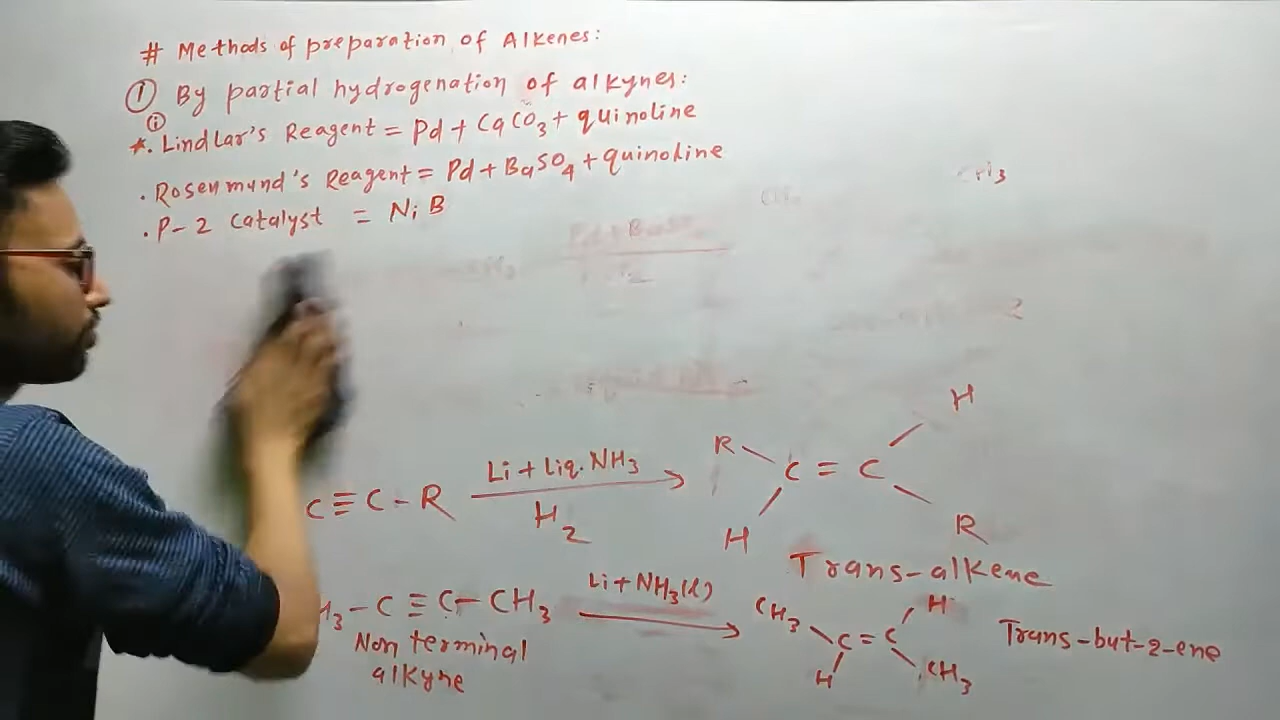 # Methods of preparation of Alkenes:
① By partial hydrogenation of alkynes:
(i)
*. Lindlar's Reagent = Pd + CaCO3 + quinoline
. Rosenmund's Reagent = Pd + BaSO4 + quinoline
. P-2 Catalyst = NiB
C≡C-R Li + Liq. NH3 H2
R H
C = C
H R
Trans-alkene
H3-C≡C-CH3 Li + NH3(l)
Non terminal
alkyne
CH3 H
C=C
H CH3
Trans-but-2-ene